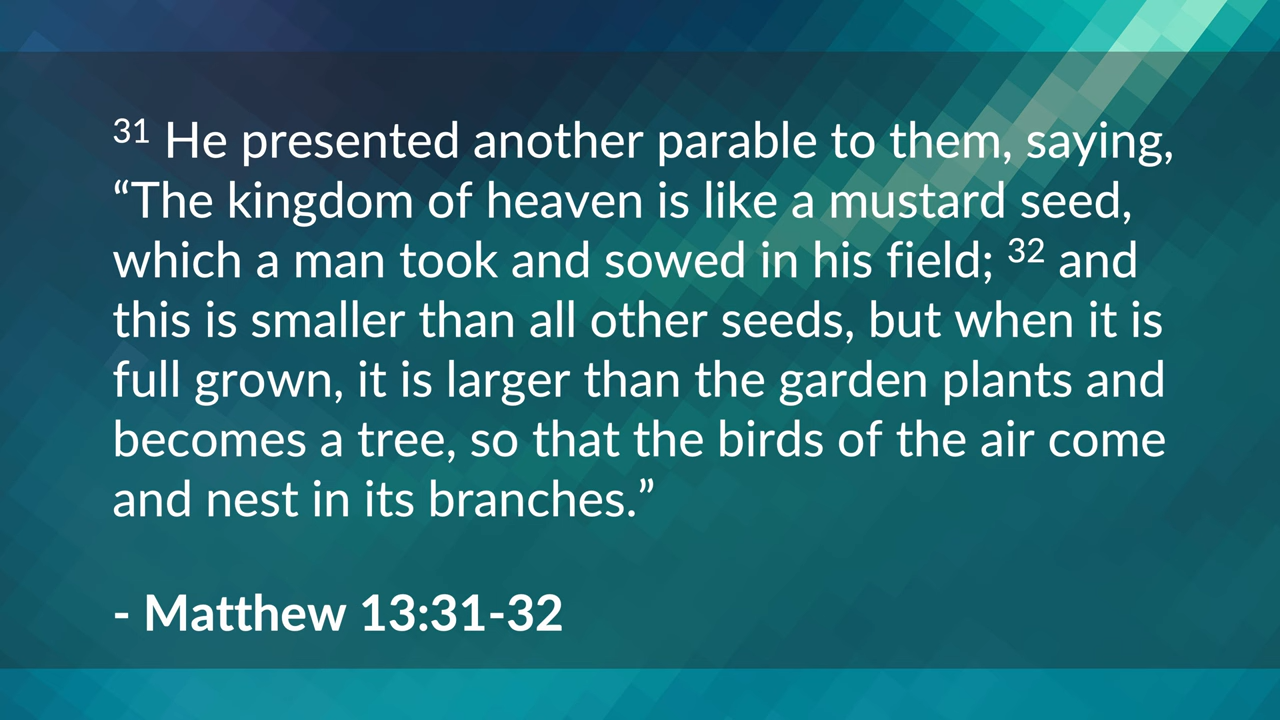 31 He presented another parable to them, saying,
“The kingdom of heaven is like a mustard seed,
which a man took and sowed in his field; 32 and
this is smaller than all other seeds, but when it is
full grown, it is larger than the garden plants and
becomes a tree, so that the birds of the air come
and nest in its branches.”
- Matthew 13:31-32